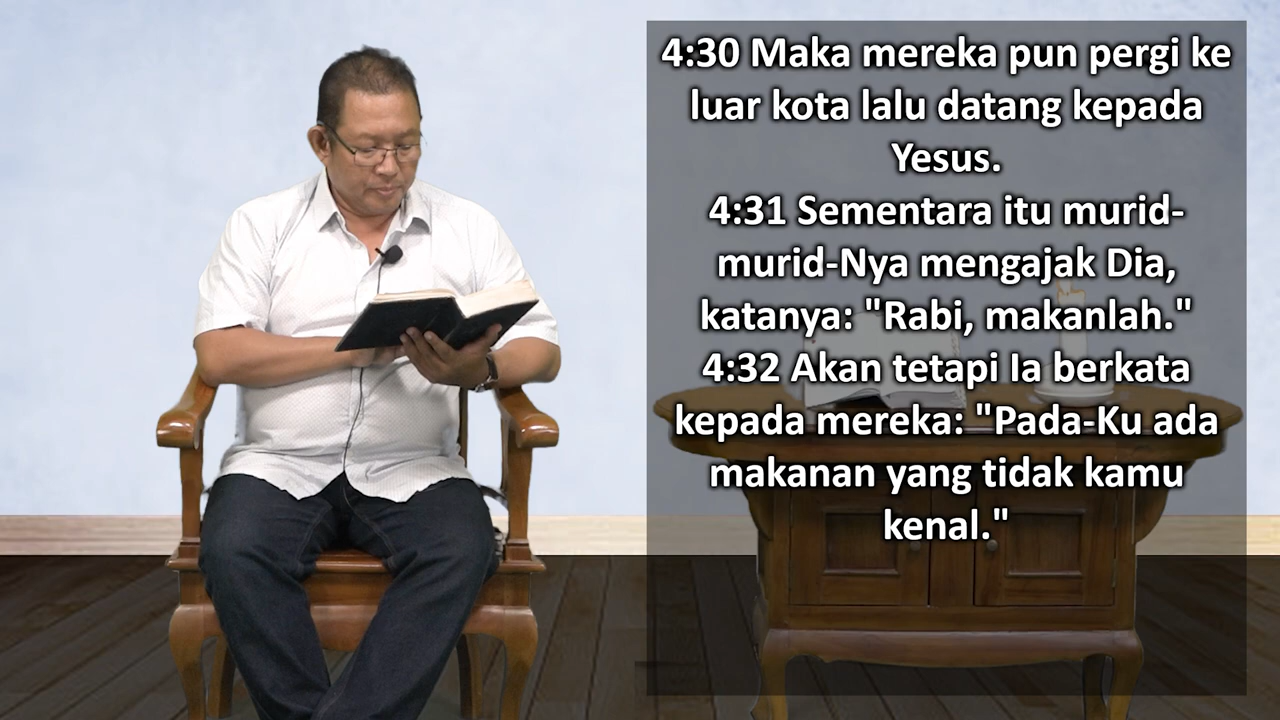 4:30 Maka mereka pun pergi ke
luar kota lalu datang kepada
Yesus.
4:31 Sementara itu murid-
murid-Nya mengajak Dia,
katanya: "Rabi, makanlah."
4:32 Akan tetapi Ia berkata
kepada mereka: "Pada-Ku ada
makanan yang tidak kamu
kenal."